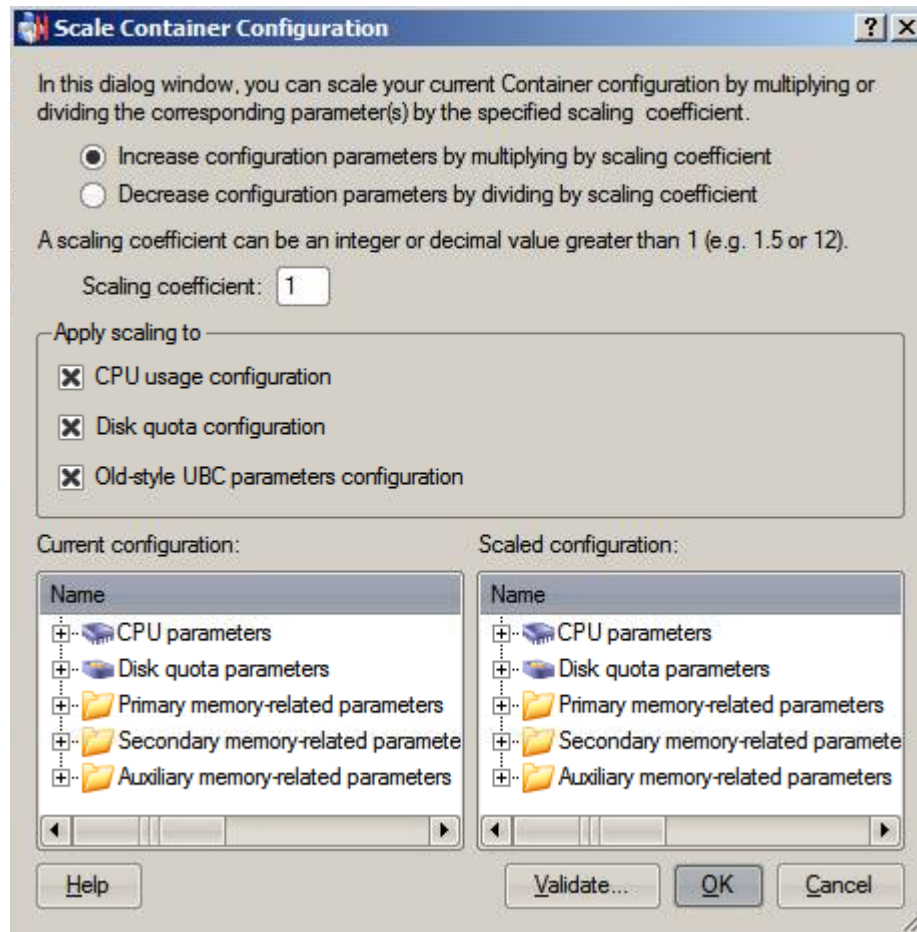 Scale Container Configuration
In this dialog window, you can scale your current Container configuration by multiplying or
dividing the corresponding parameter(s) by the specified scaling coefficient.
Increase configuration parameters by multiplying by scaling coefficient
Decrease configuration parameters by dividing by scaling coefficient
A scaling coefficient can be an integer or decimal value greater than 1 (e.g. 1.5 or 12).
Scaling coefficient: 1
Apply scaling to
CPU usage configuration
Disk quota configuration
Old-style UBC parameters configuration
Current configuration:
Name
CPU parameters
Disk quota parameters
Primary memory-related parameters
Secondary memory-related paramete
Auxiliary memory-related parameters
Scaled configuration:
Name
CPU parameters
Disk quota parameters
Primary memory-related parameters
Secondary memory-related paramete
Auxiliary memory-related parameters
Help
Validate...
OK
Cancel